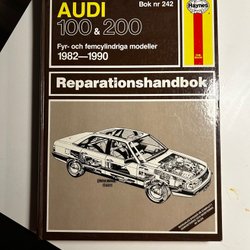 AUDI
Bok nr 242
Haynes
100 & 200
Fyr- och femcylindriga modeller
1982—1990
Reparationshandbok